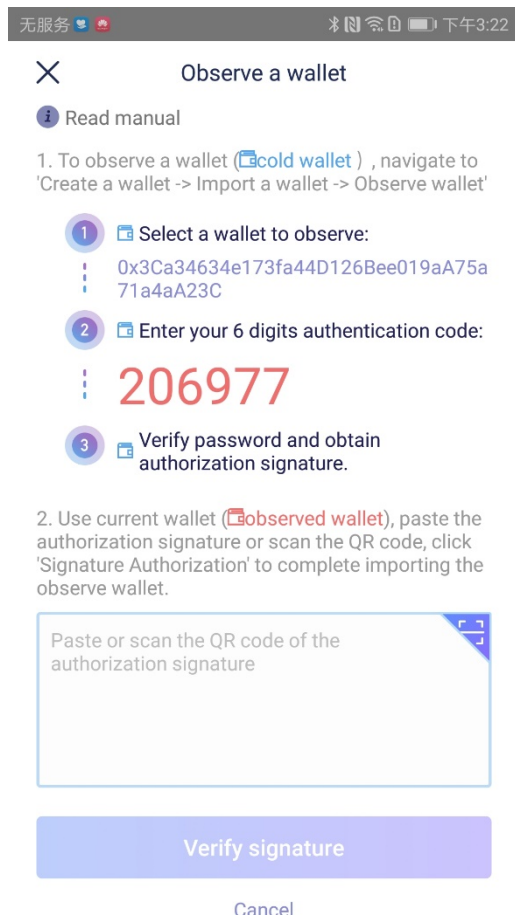 无服务 下午3:22
Observe a wallet
i Read manual
1. To observe a wallet (cold wallet ) , navigate to
'Create a wallet -> Import a wallet -> Observe wallet'
1 Select a wallet to observe:
0x3Ca34634e173fa44D126Bee019aA75a
71a4aA23C
2 Enter your 6 digits authentication code:
206977
3 Verify password and obtain
authorization signature.
2. Use current wallet (observed wallet), paste the
authorization signature or scan the QR code, click
'Signature Authorization' to complete importing the
observe wallet.
Paste or scan the QR code of the
authorization signature
Verify signature
Cancel